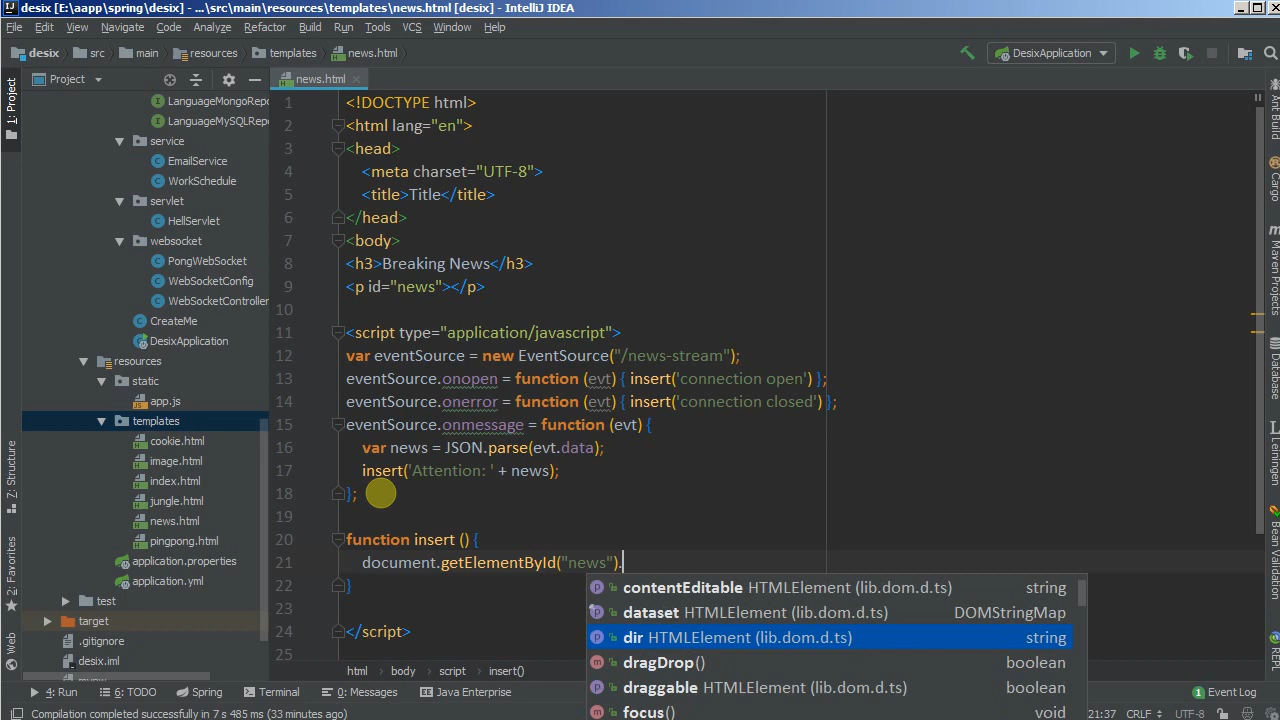 desix [E:\aapp\spring\desix] - ...\src\main\resources\templates\news.html [desix] - IntelliJ IDEA
File Edit View Navigate Code Analyze Refactor Build Run Tools VCS Window Help
desix src main resources templates news.html DesixApplication
Project news.html
1: Project
Z: Structure
2: Favorites
Web
LanguageMongoRepo
LanguageMySQLRepo
service
EmailService
WorkSchedule
servlet
HellServlet
websocket
PongWebSocket
WebSocketConfig
WebSocketController
CreateMe
DesixApplication
resources
static
app.js
templates
cookie.html
image.html
index.html
jungle.html
news.html
pingpong.html
application.properties
application.yml
test
target
.gitignore
desix.iml
1 <!DOCTYPE html>
2 <html lang="en">
3 <head>
4 <meta charset="UTF-8">
5 <title>Title</title>
6 </head>
7 <body>
8 <h3>Breaking News</h3>
9 <p id="news"></p>
10
11 <script type="application/javascript">
12 var eventSource = new EventSource("/news-stream");
13 eventSource.onopen = function (evt) { insert('connection open') };
14 eventSource.onerror = function (evt) { insert('connection closed') };
15 eventSource.onmessage = function (evt) {
16 var news = JSON.parse(evt.data);
17 insert('Attention: ' + news);
18 };
19
20 function insert () {
21 document.getElementById("news").
22 }
23
24 </script>
25
contentEditable HTMLElement (lib.dom.d.ts) string
dataset HTMLElement (lib.dom.d.ts) DOMStringMap
dir HTMLElement (lib.dom.d.ts) string
dragDrop() boolean
draggable HTMLElement (lib.dom.d.ts) boolean
focus() void
html body script insert()
Ant Build
Cargo
Maven Projects
Database
Leiningen
REPL
4: Run 6: TODO Spring Terminal 0: Messages Java Enterprise 1 Event Log
Compilation completed successfully in 7 s 485 ms (33 minutes ago) 21:37 CRLF UTF-8